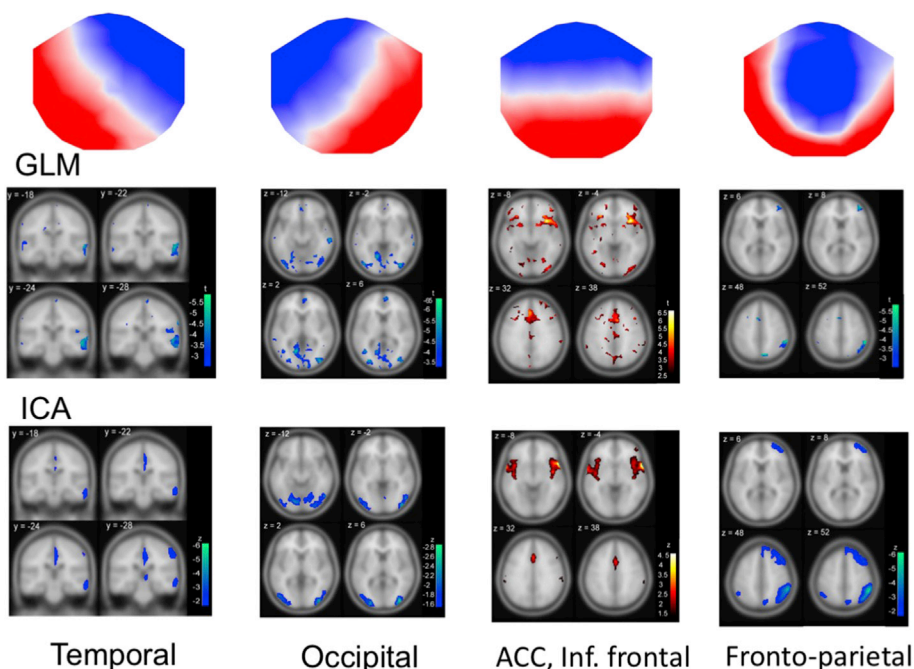 GLM
y = -18
y = -22
y = -24
y = -28
t
-5.5
-5
-4.5
-4
-3.5
-3
-2.5
z = -12
z = -2
z = 2
z = 6
t
-5
-4.5
-4
-3.5
z = -8
z = -4
z = 32
z = 38
t
6.5
6
5.5
5
4.5
4
3.5
3
2.5
z = 6
z = 8
z = 48
z = 52
t
-5.5
-5
-4.5
-4
-3.5
-3
ICA
y = -18
y = -22
y = -24
y = -28
z
-6
-5
-4
-3
-2
z = -12
z = -2
z = 2
z = 6
z
-2.8
-2.6
-2.4
-2.2
-2
-1.8
-1.6
z = -8
z = -4
z = 32
z = 38
z
4.5
4
3.5
3
2.5
2
1.5
z = 6
z = 8
z = 48
z = 52
z
-6
-5
-4
-3
-2
Temporal
Occipital
ACC, Inf. frontal
Fronto-parietal